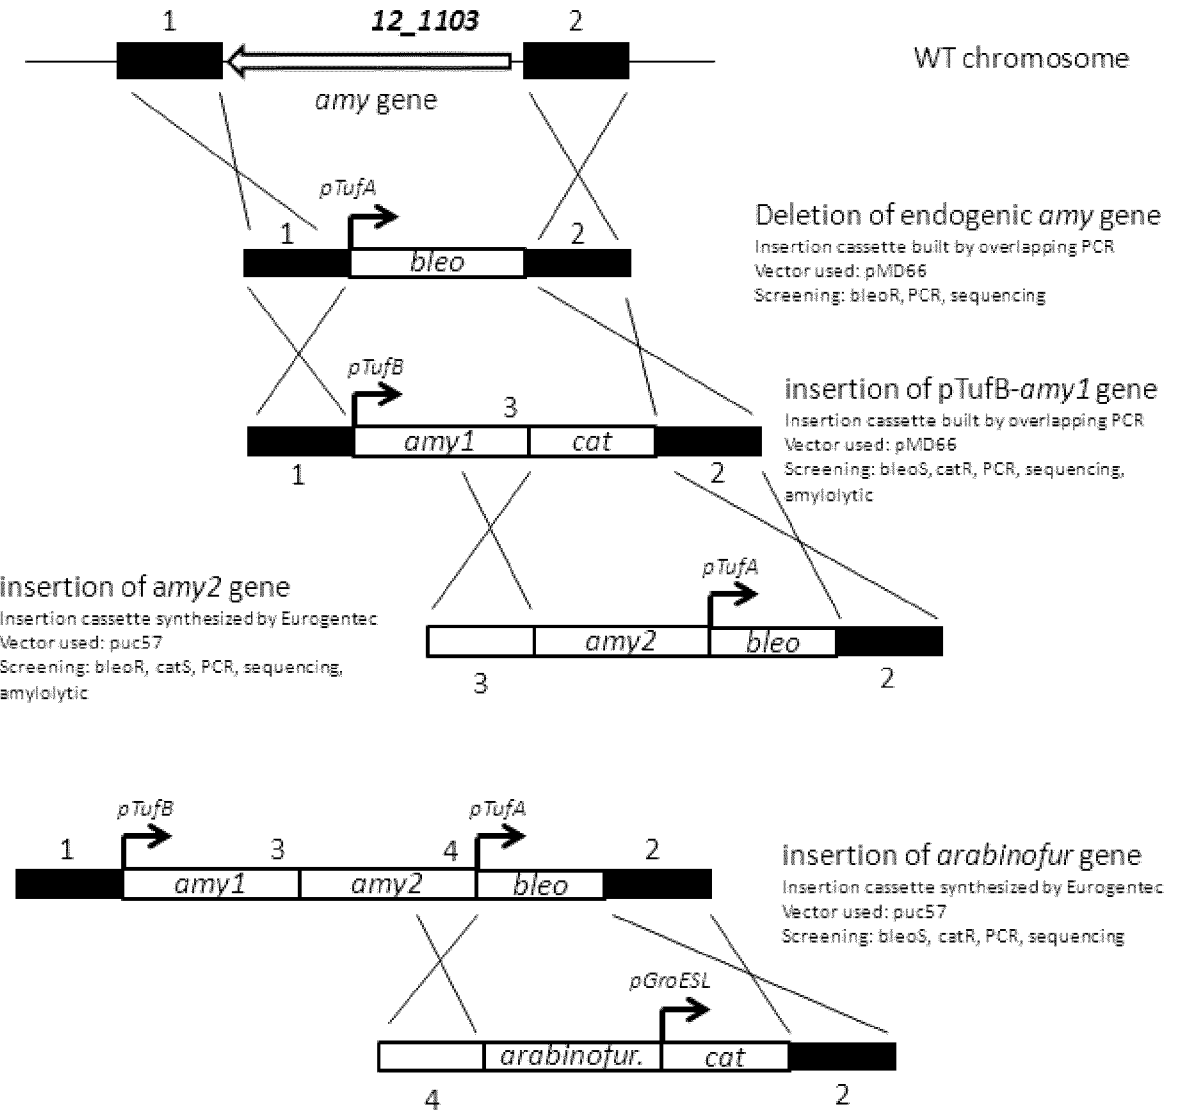 1
12_1103
2
WT chromosome
amy gene
pTufA
1
2
bleo
Deletion of endogenic amy gene
Insertion cassette built by overlapping PCR
Vector used: pMD66
Screening: bleoR, PCR, sequencing
pTufB
3
amy1
cat
1
2
insertion of pTufB-amy1 gene
Insertion cassette built by overlapping PCR
Vector used: pMD66
Screening: bleoS, catR, PCR, sequencing,
amylolytic
insertion of amy2 gene
Insertion cassette synthesized by Eurogentec
Vector used: puc57
Screening: bleoR, catS, PCR, sequencing,
amylolytic
pTufA
amy2
bleo
3
2
pTufB
pTufA
1
3
4
2
amy1
amy2
bleo
insertion of arabinofur gene
Insertion cassette synthesized by Eurogentec
Vector used: puc57
Screening: bleoS, catR, PCR, sequencing
pGroESL
arabinofur.
cat
4
2